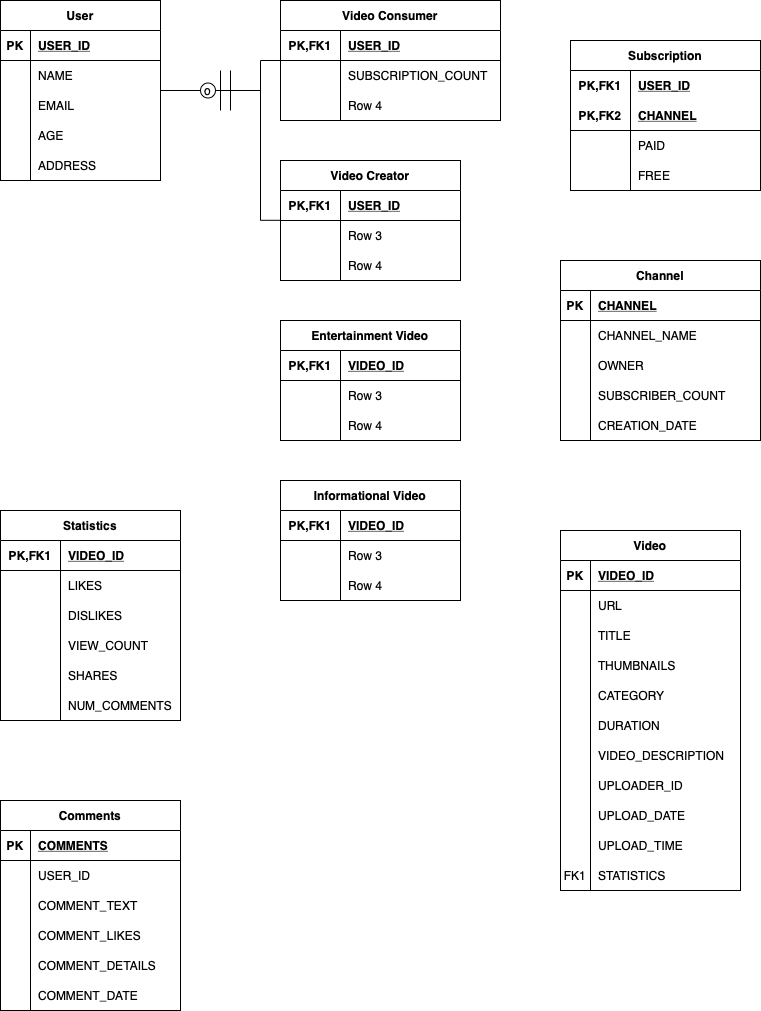 User
PK USER_ID
NAME
EMAIL
AGE
ADDRESS
o
Video Consumer
PK,FK1 USER_ID
SUBSCRIPTION_COUNT
Row 4
Subscription
PK,FK1 USER_ID
PK,FK2 CHANNEL
PAID
FREE
Video Creator
PK,FK1 USER_ID
Row 3
Row 4
Channel
PK CHANNEL
CHANNEL_NAME
OWNER
SUBSCRIBER_COUNT
CREATION_DATE
Entertainment Video
PK,FK1 VIDEO_ID
Row 3
Row 4
Informational Video
PK,FK1 VIDEO_ID
Row 3
Row 4
Statistics
PK,FK1 VIDEO_ID
LIKES
DISLIKES
VIEW_COUNT
SHARES
NUM_COMMENTS
Video
PK VIDEO_ID
URL
TITLE
THUMBNAILS
CATEGORY
DURATION
VIDEO_DESCRIPTION
UPLOADER_ID
UPLOAD_DATE
UPLOAD_TIME
FK1 STATISTICS
Comments
PK COMMENTS
USER_ID
COMMENT_TEXT
COMMENT_LIKES
COMMENT_DETAILS
COMMENT_DATE